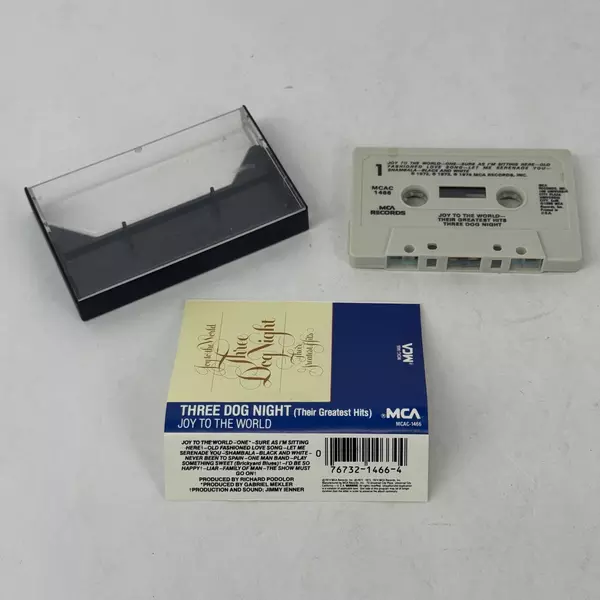 JOY TO THE WORLD—ONE—SURE AS I'M SITTING HERE—OLD
FASHIONED LOVE SONG—LET ME SERENADE YOU—
SHAMBALA—BLACK AND WHITE
1
MCA RECORDS, INC.
MCAC
1466
MCA
RECORDS
JOY TO THE WORLD—
THEIR GREATEST HITS
THREE DOG NIGHT
Joy to the World
Three
Dog Night
Their
Greatest Hits
MCA
THREE DOG NIGHT (Their Greatest Hits)
JOY TO THE WORLD
MCA
MCAC-1466
JOY TO THE WORLD-ONE*-SURE AS I'M SITTING
HERE†-OLD FASHIONED LOVE SONG-LET ME
SERENADE YOU-SHAMBALA-BLACK AND WHITE-
NEVER BEEN TO SPAIN-ONE MAN BAND-PLAY
SOMETHING SWEET (Brickyard Blues)†-I'D BE SO
HAPPY†-LIAR-FAMILY OF MAN-THE SHOW MUST
GO ON†
PRODUCED BY RICHARD PODOLOR
*PRODUCED BY GABRIEL MEKLER
†PRODUCTION AND SOUND: JIMMY IENNER
0
76732-1466-4